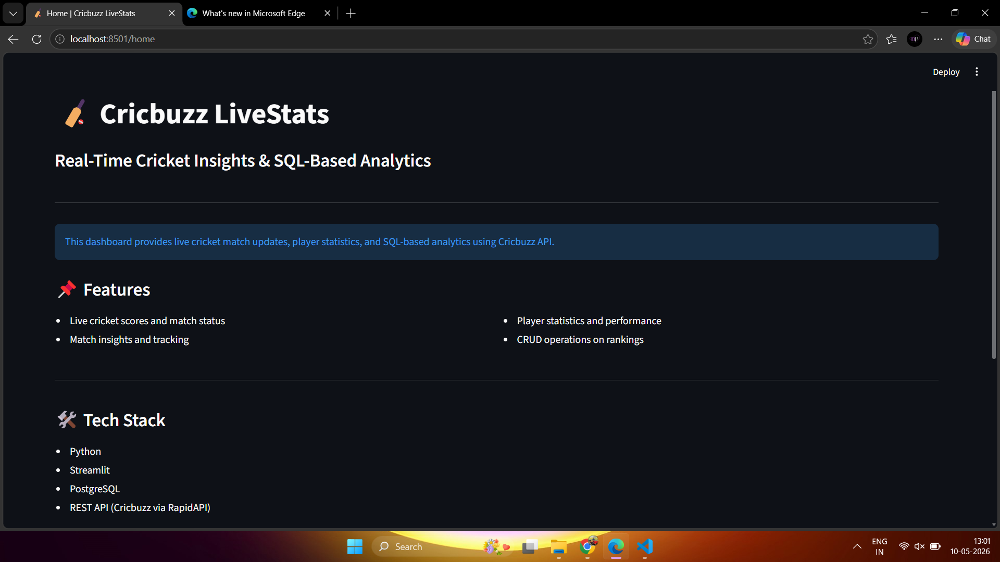 Home | Cricbuzz LiveStats
What's new in Microsoft Edge
localhost:8501/home
DP
Chat
Deploy
Cricbuzz LiveStats
Real-Time Cricket Insights & SQL-Based Analytics
This dashboard provides live cricket match updates, player statistics, and SQL-based analytics using Cricbuzz API.
Features
• Live cricket scores and match status
• Match insights and tracking
• Player statistics and performance
• CRUD operations on rankings
Tech Stack
• Python
• Streamlit
• PostgreSQL
• REST API (Cricbuzz via RapidAPI)
Search
ENG
IN
13:01
10-05-2026